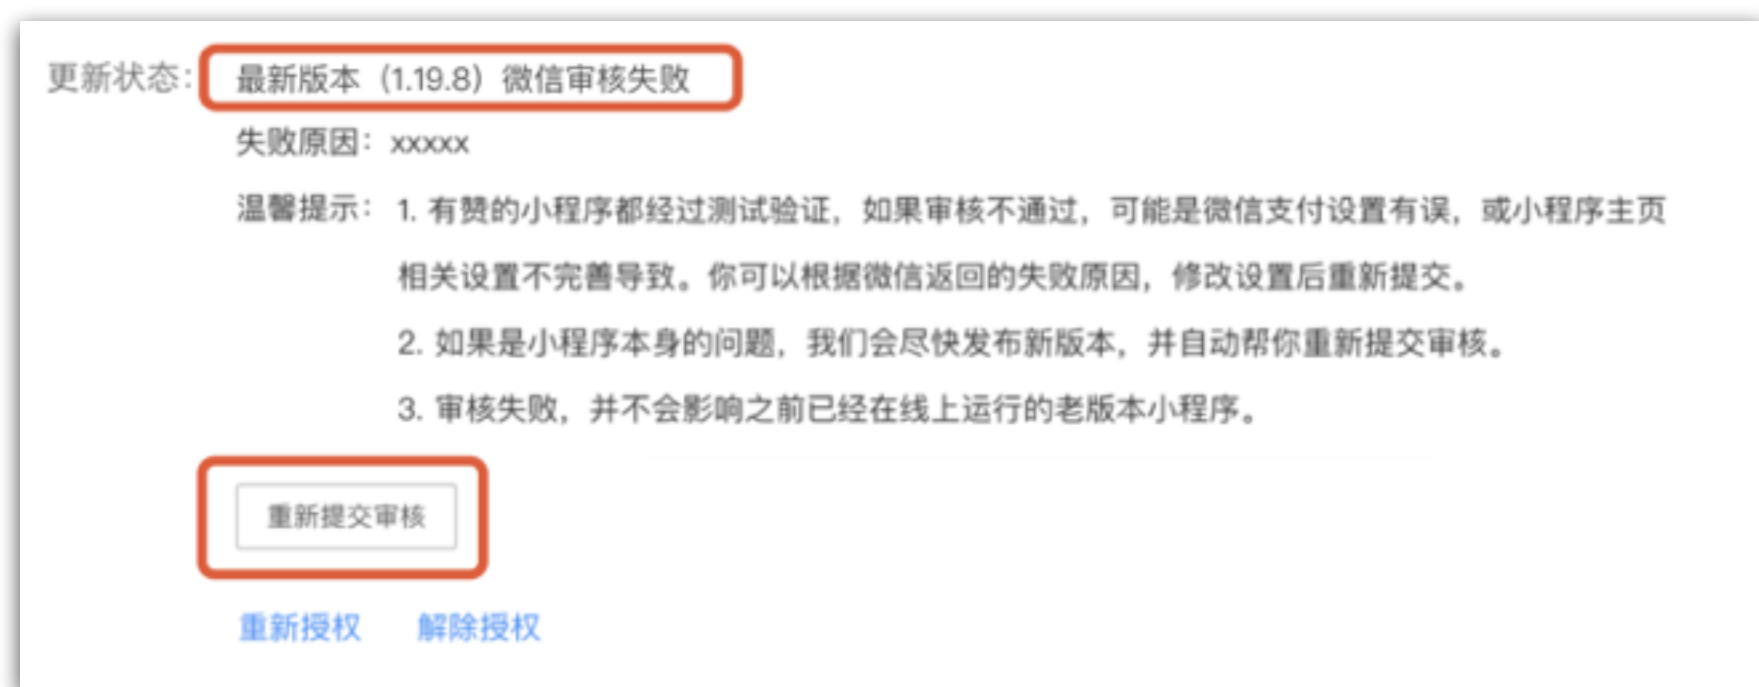 更新状态： 最新版本（1.19.8）微信审核失败
失败原因：xxxxx
温馨提示： 1. 有赞的小程序都经过测试验证，如果审核不通过，可能是微信支付设置有误，或小程序主页
相关设置不完善导致。你可以根据微信返回的失败原因，修改设置后重新提交。
2. 如果是小程序本身的问题，我们会尽快发布新版本，并自动帮你重新提交审核。
3. 审核失败，并不会影响之前已经在线上运行的老版本小程序。
重新提交审核
重新授权 解除授权